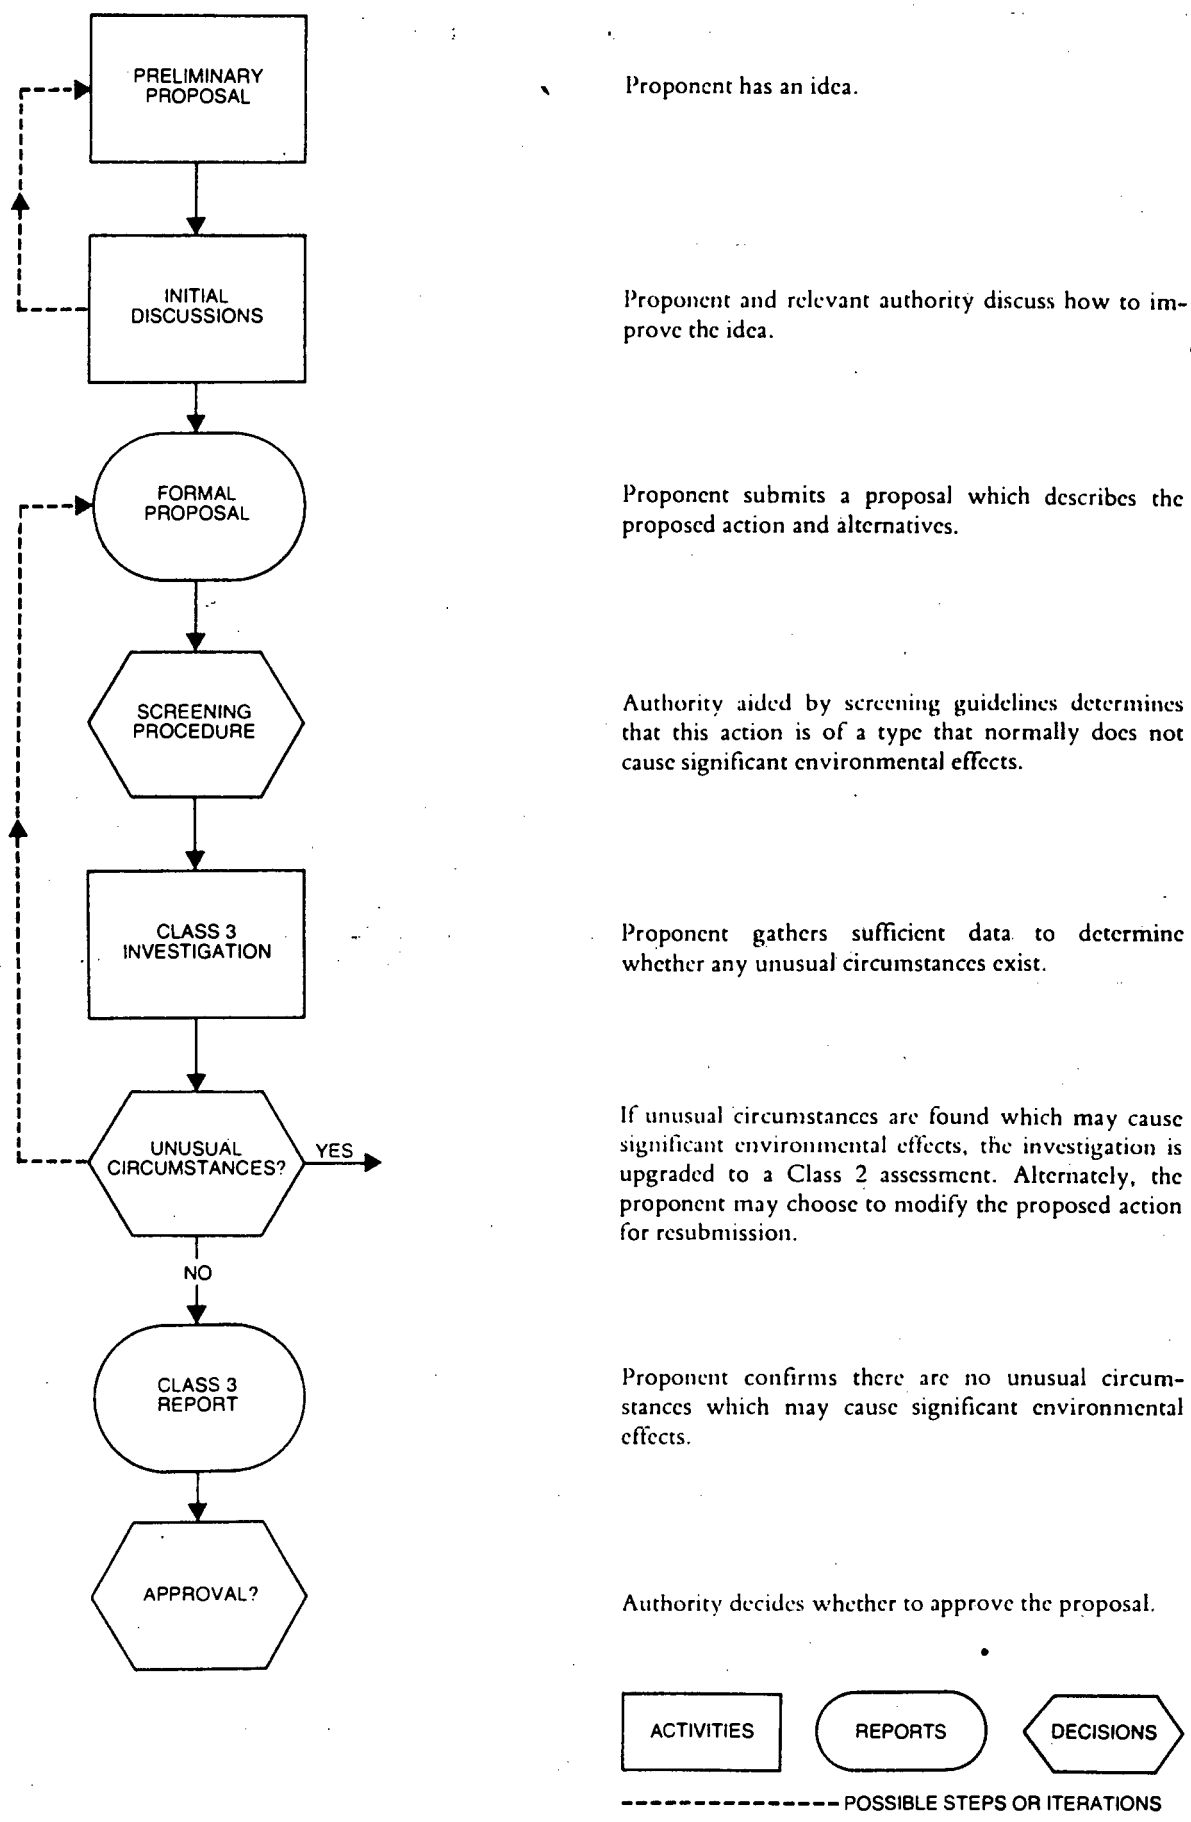 PRELIMINARY
PROPOSAL
Proponent has an idea.
INITIAL
DISCUSSIONS
Proponent and relevant authority discuss how to im-
prove the idea.
FORMAL
PROPOSAL
Proponent submits a proposal which describes the
proposed action and alternatives.
SCREENING
PROCEDURE
Authority aided by screening guidelines determines
that this action is of a type that normally does not
cause significant environmental effects.
CLASS 3
INVESTIGATION
Proponent gathers sufficient data to determine
whether any unusual circumstances exist.
UNUSUAL
CIRCUMSTANCES?
YES
If unusual circumstances are found which may cause
significant environmental effects, the investigation is
upgraded to a Class 2 assessment. Alternately, the
proponent may choose to modify the proposed action
for resubmission.
NO
CLASS 3
REPORT
Proponent confirms there are no unusual circum-
stances which may cause significant environmental
effects.
APPROVAL?
Authority decides whether to approve the proposal.
ACTIVITIES
REPORTS
DECISIONS
POSSIBLE STEPS OR ITERATIONS